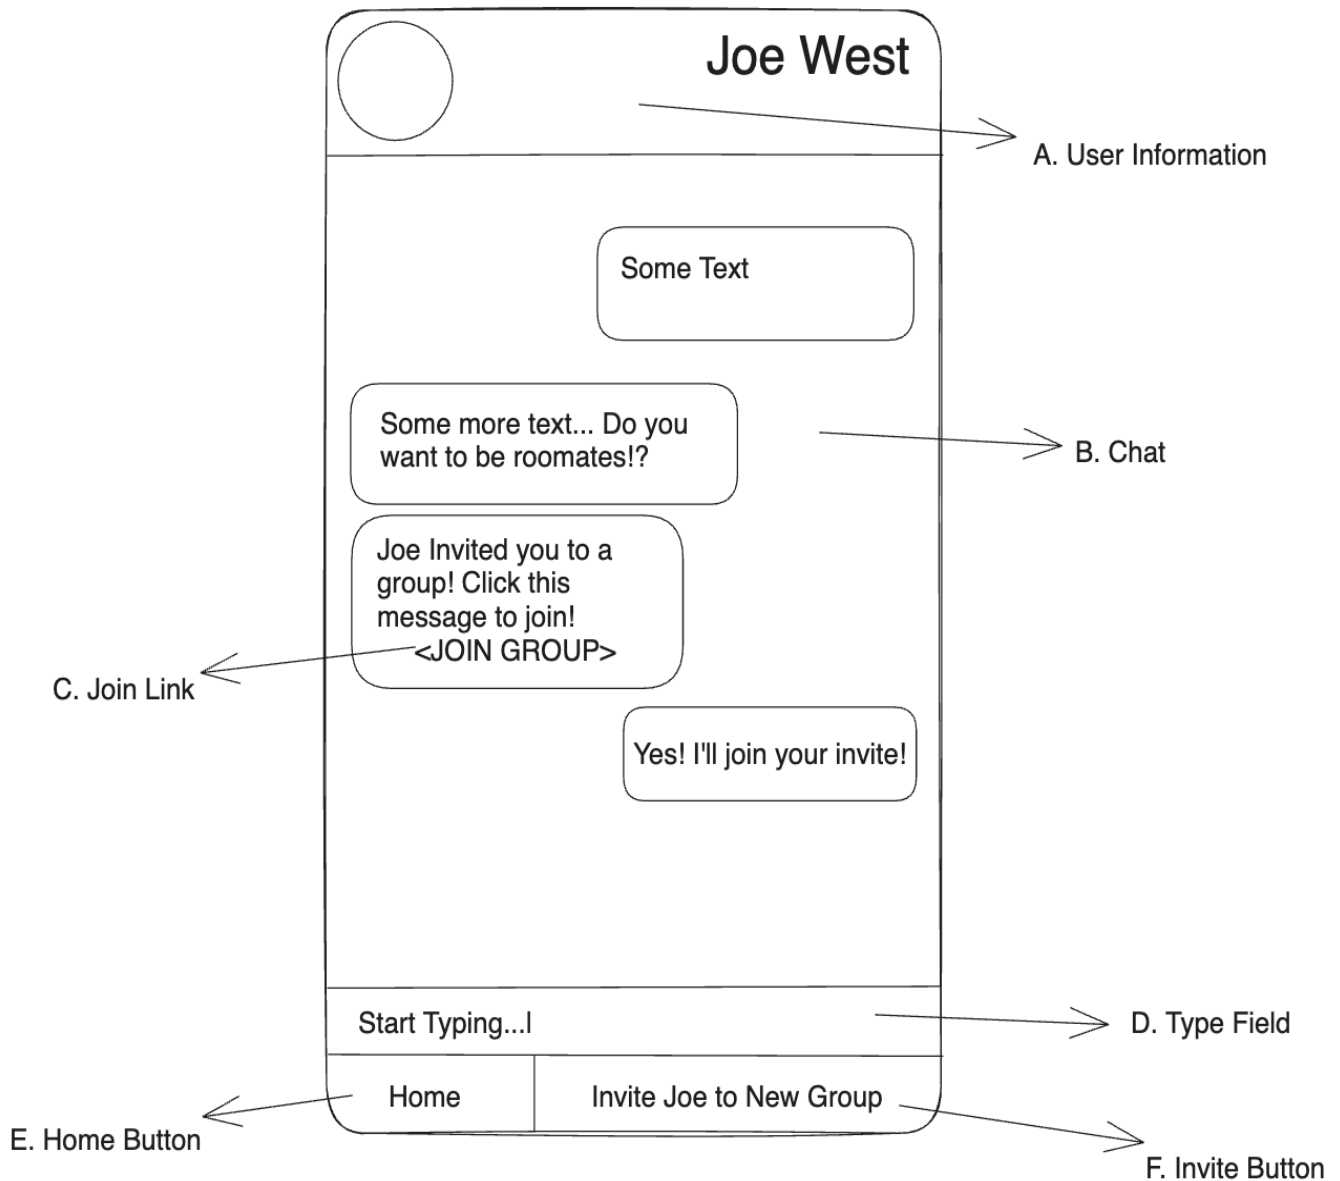 Joe West
A. User Information
Some Text
Some more text... Do you
want to be roomates!?
B. Chat
Joe Invited you to a
group! Click this
message to join!
<JOIN GROUP>
C. Join Link
Yes! I'll join your invite!
Start Typing...|
D. Type Field
Home
Invite Joe to New Group
E. Home Button
F. Invite Button